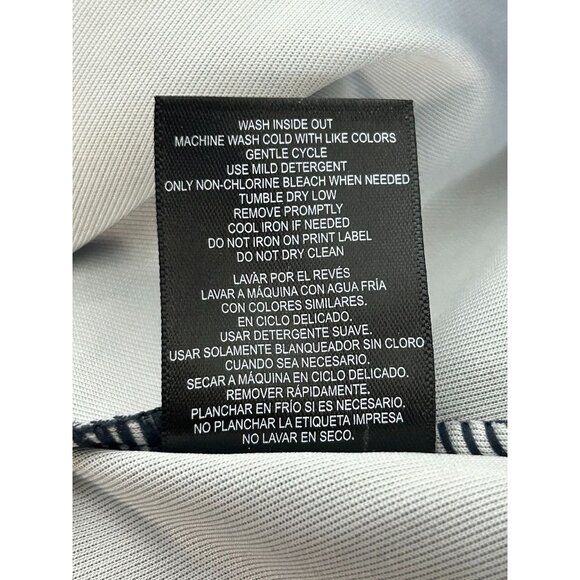 WASH INSIDE OUT
MACHINE WASH COLD WITH LIKE COLORS
GENTLE CYCLE
USE MILD DETERGENT
ONLY NON-CHLORINE BLEACH WHEN NEEDED
TUMBLE DRY LOW
REMOVE PROMPTLY
COOL IRON IF NEEDED
DO NOT IRON ON PRINT LABEL
DO NOT DRY CLEAN
LAVAR POR EL REVÉS
LAVAR A MÁQUINA CON AGUA FRÍA
CON COLORES SIMILARES.
EN CICLO DELICADO.
USAR DETERGENTE SUAVE.
USAR SOLAMENTE BLANQUEADOR SIN CLORO
CUANDO SEA NECESARIO.
SECAR A MÁQUINA EN CICLO DELICADO.
REMOVER RÁPIDAMENTE.
PLANCHAR EN FRÍO SI ES NECESARIO.
NO PLANCHAR LA ETIQUETA IMPRESA
NO LAVAR EN SECO.